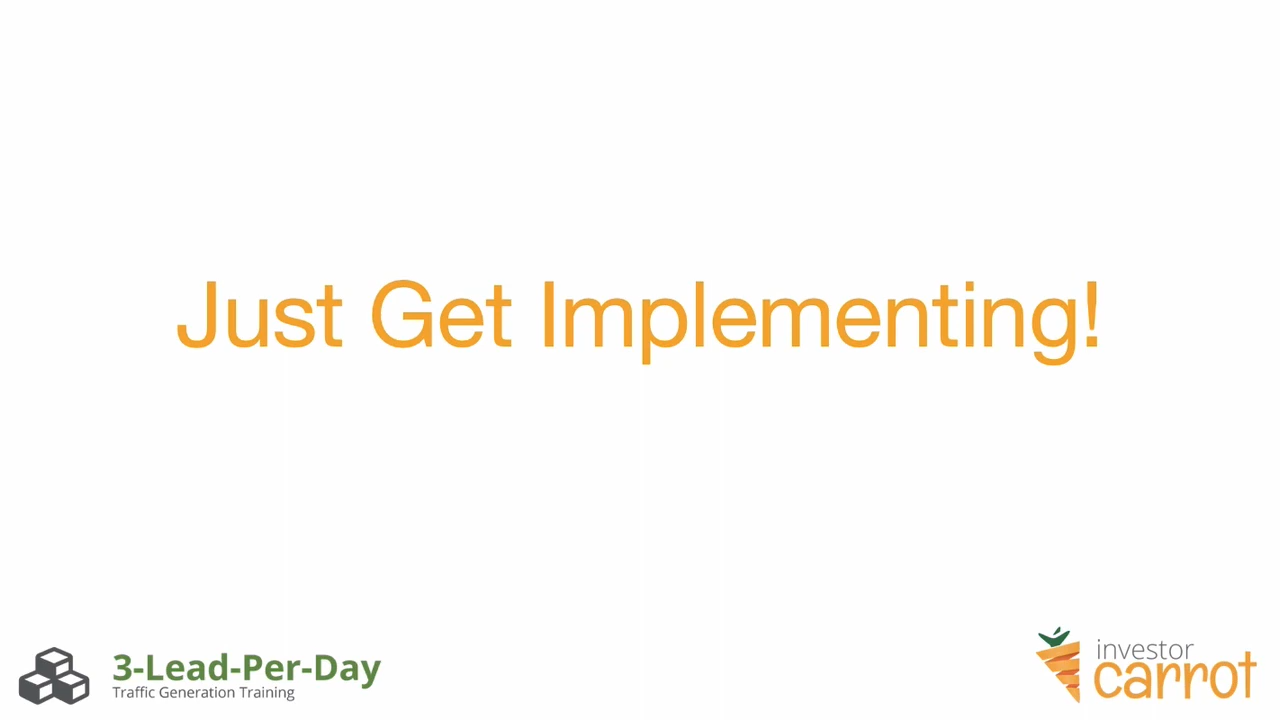 Just Get Implementing!
3-Lead-Per-Day
Traffic Generation Training
investor
carrot